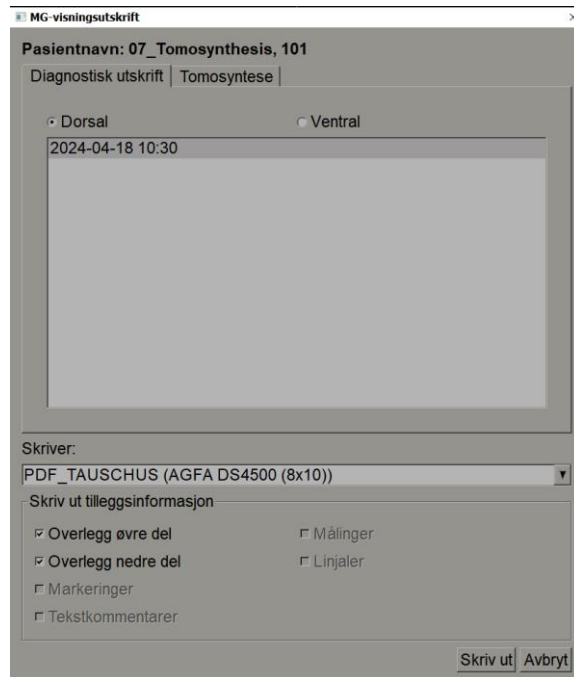 MG-visningsutskrift
Pasientnavn: 07_Tomosynthesis, 101
Diagnostisk utskrift Tomosyntese
Dorsal Ventral
2024-04-18 10:30
Skriver:
PDF_TAUSCHUS (AGFA DS4500 (8x10))
Skriv ut tilleggsinformasjon
Overlegg øvre del Målinger
Overlegg nedre del Linjaler
Markeringer
Tekstkommentarer
Skriv ut Avbryt